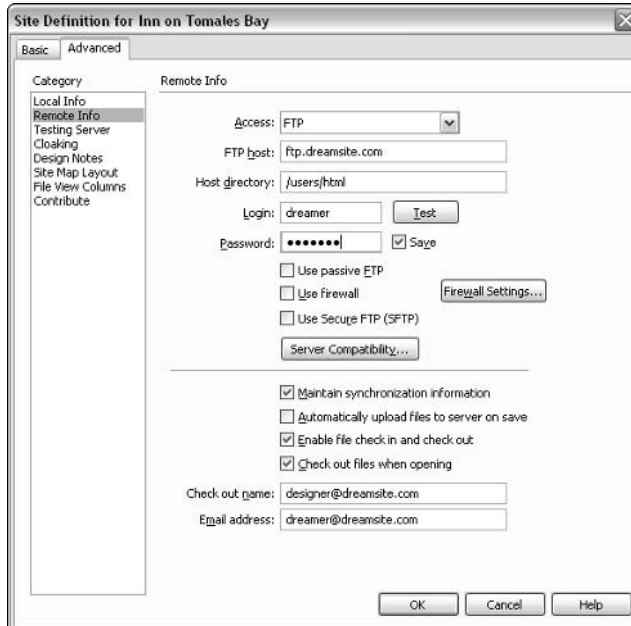 Site Definition for Inn on Tomales Bay
Basic
Advanced
Category
Local Info
Remote Info
Testing Server
Cloaking
Design Notes
Site Map Layout
File View Columns
Contribute
Remote Info
Access: FTP
FTP host: ftp.dreamsite.com
Host directory: /users/html
Login: dreamer
Test
Password: •••••••
Save
Use passive FTP
Use firewall
Firewall Settings...
Use Secure FTP (SFTP)
Server Compatibility...
Maintain synchronization information
Automatically upload files to server on save
Enable file check in and check out
Check out files when opening
Check out name: designer@dreamsite.com
Email address: dreamer@dreamsite.com
OK
Cancel
Help